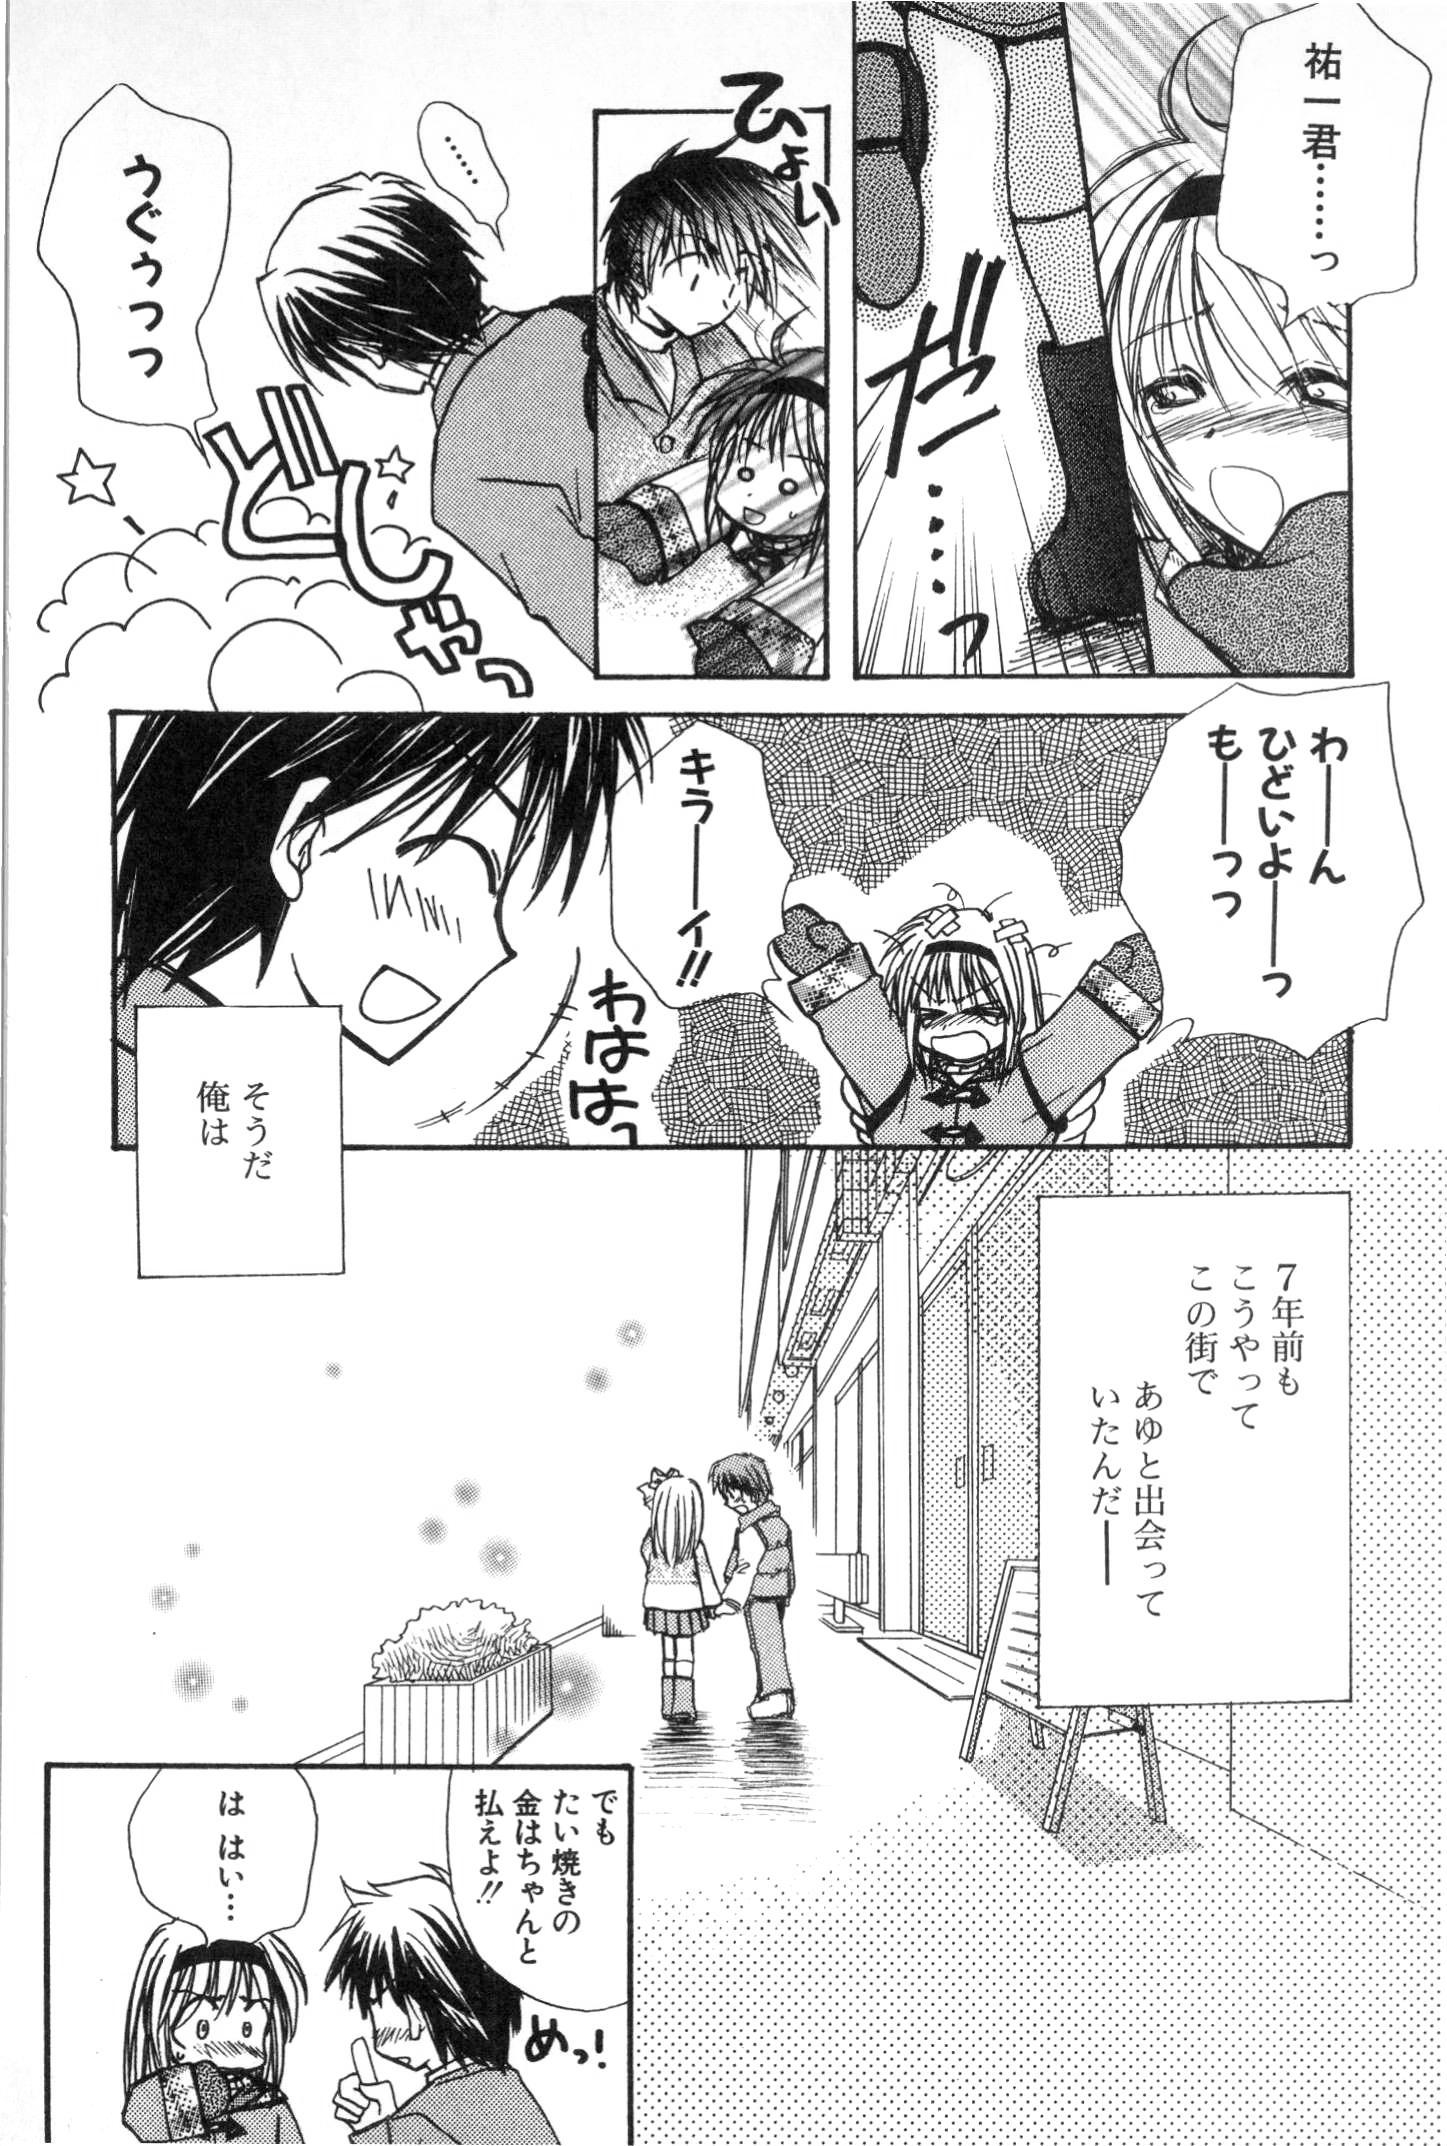 祐一君……っ
ダッ
‥‥
っ
ひょい
……
うぐぅっっ
どしゃっ
わーん
ひどいよーっ
もーっっ
キラーイ!!
わははっ
そうだ
俺は
7年前も
こうやって
この街で
あゆと出会って
いたんだ―
でも
たい焼きの
金はちゃんと
払えよ!!
めっ!
は はい…